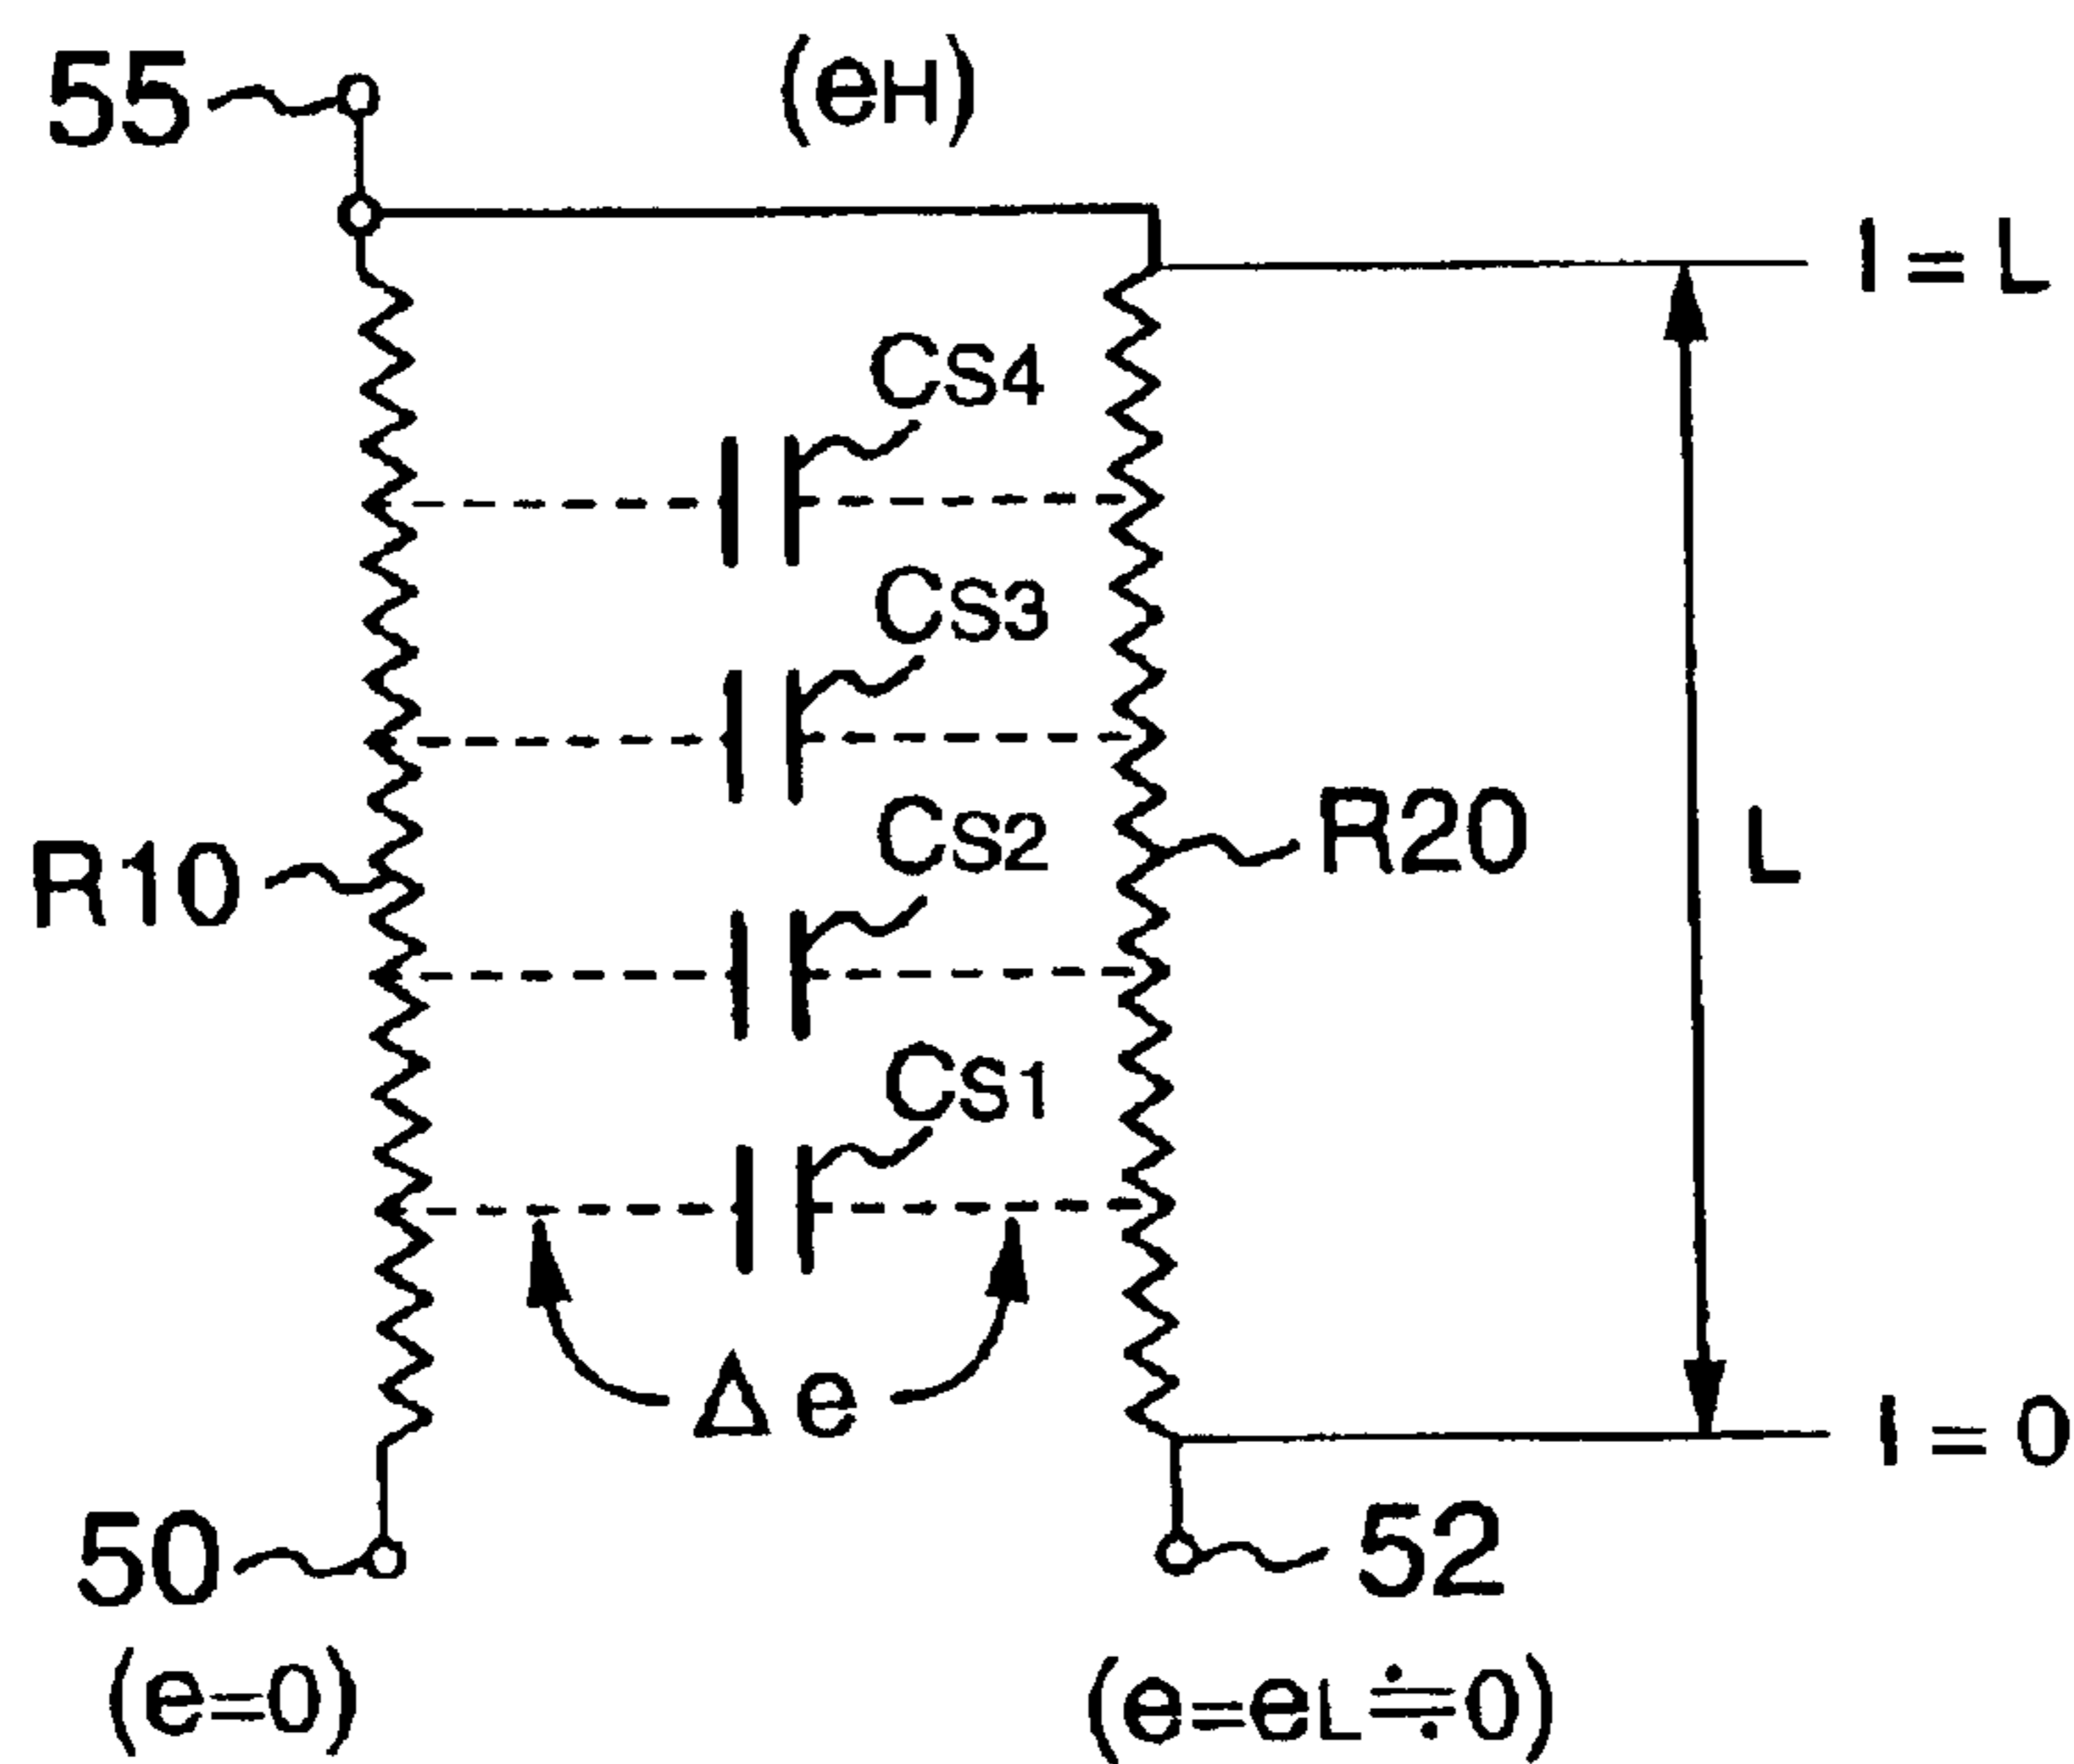 55
(eH)
l = L
CS4
CS3
CS2
R20
L
R10
CS1
Δe
l = 0
50
52
(e=0)
(e=eL≒0)